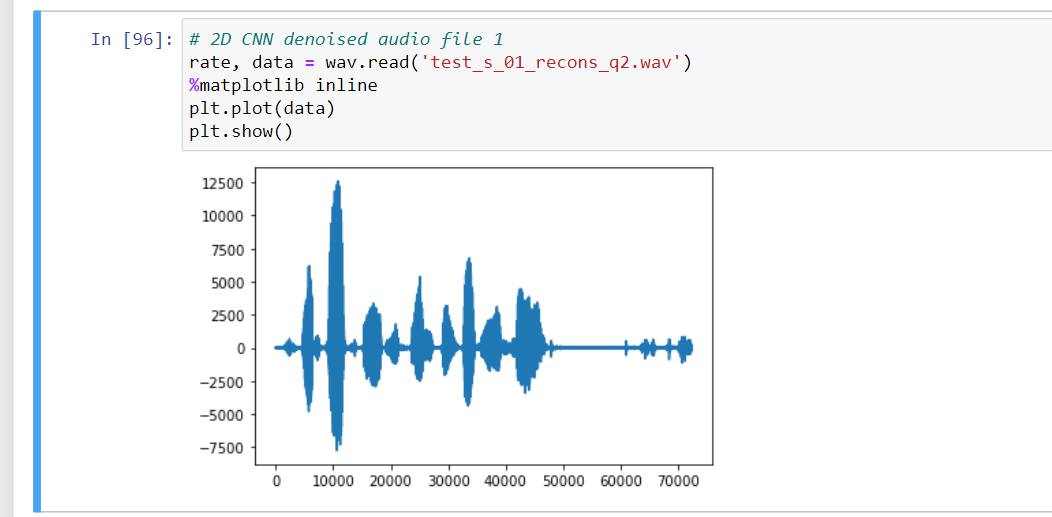 In [96]: # 2D CNN denoised audio file 1
rate, data = wav.read('test_s_01_recons_q2.wav')
%matplotlib inline
plt.plot(data)
plt.show()
12500
10000
7500
5000
2500
0
−2500
−5000
−7500
0 10000 20000 30000 40000 50000 60000 70000